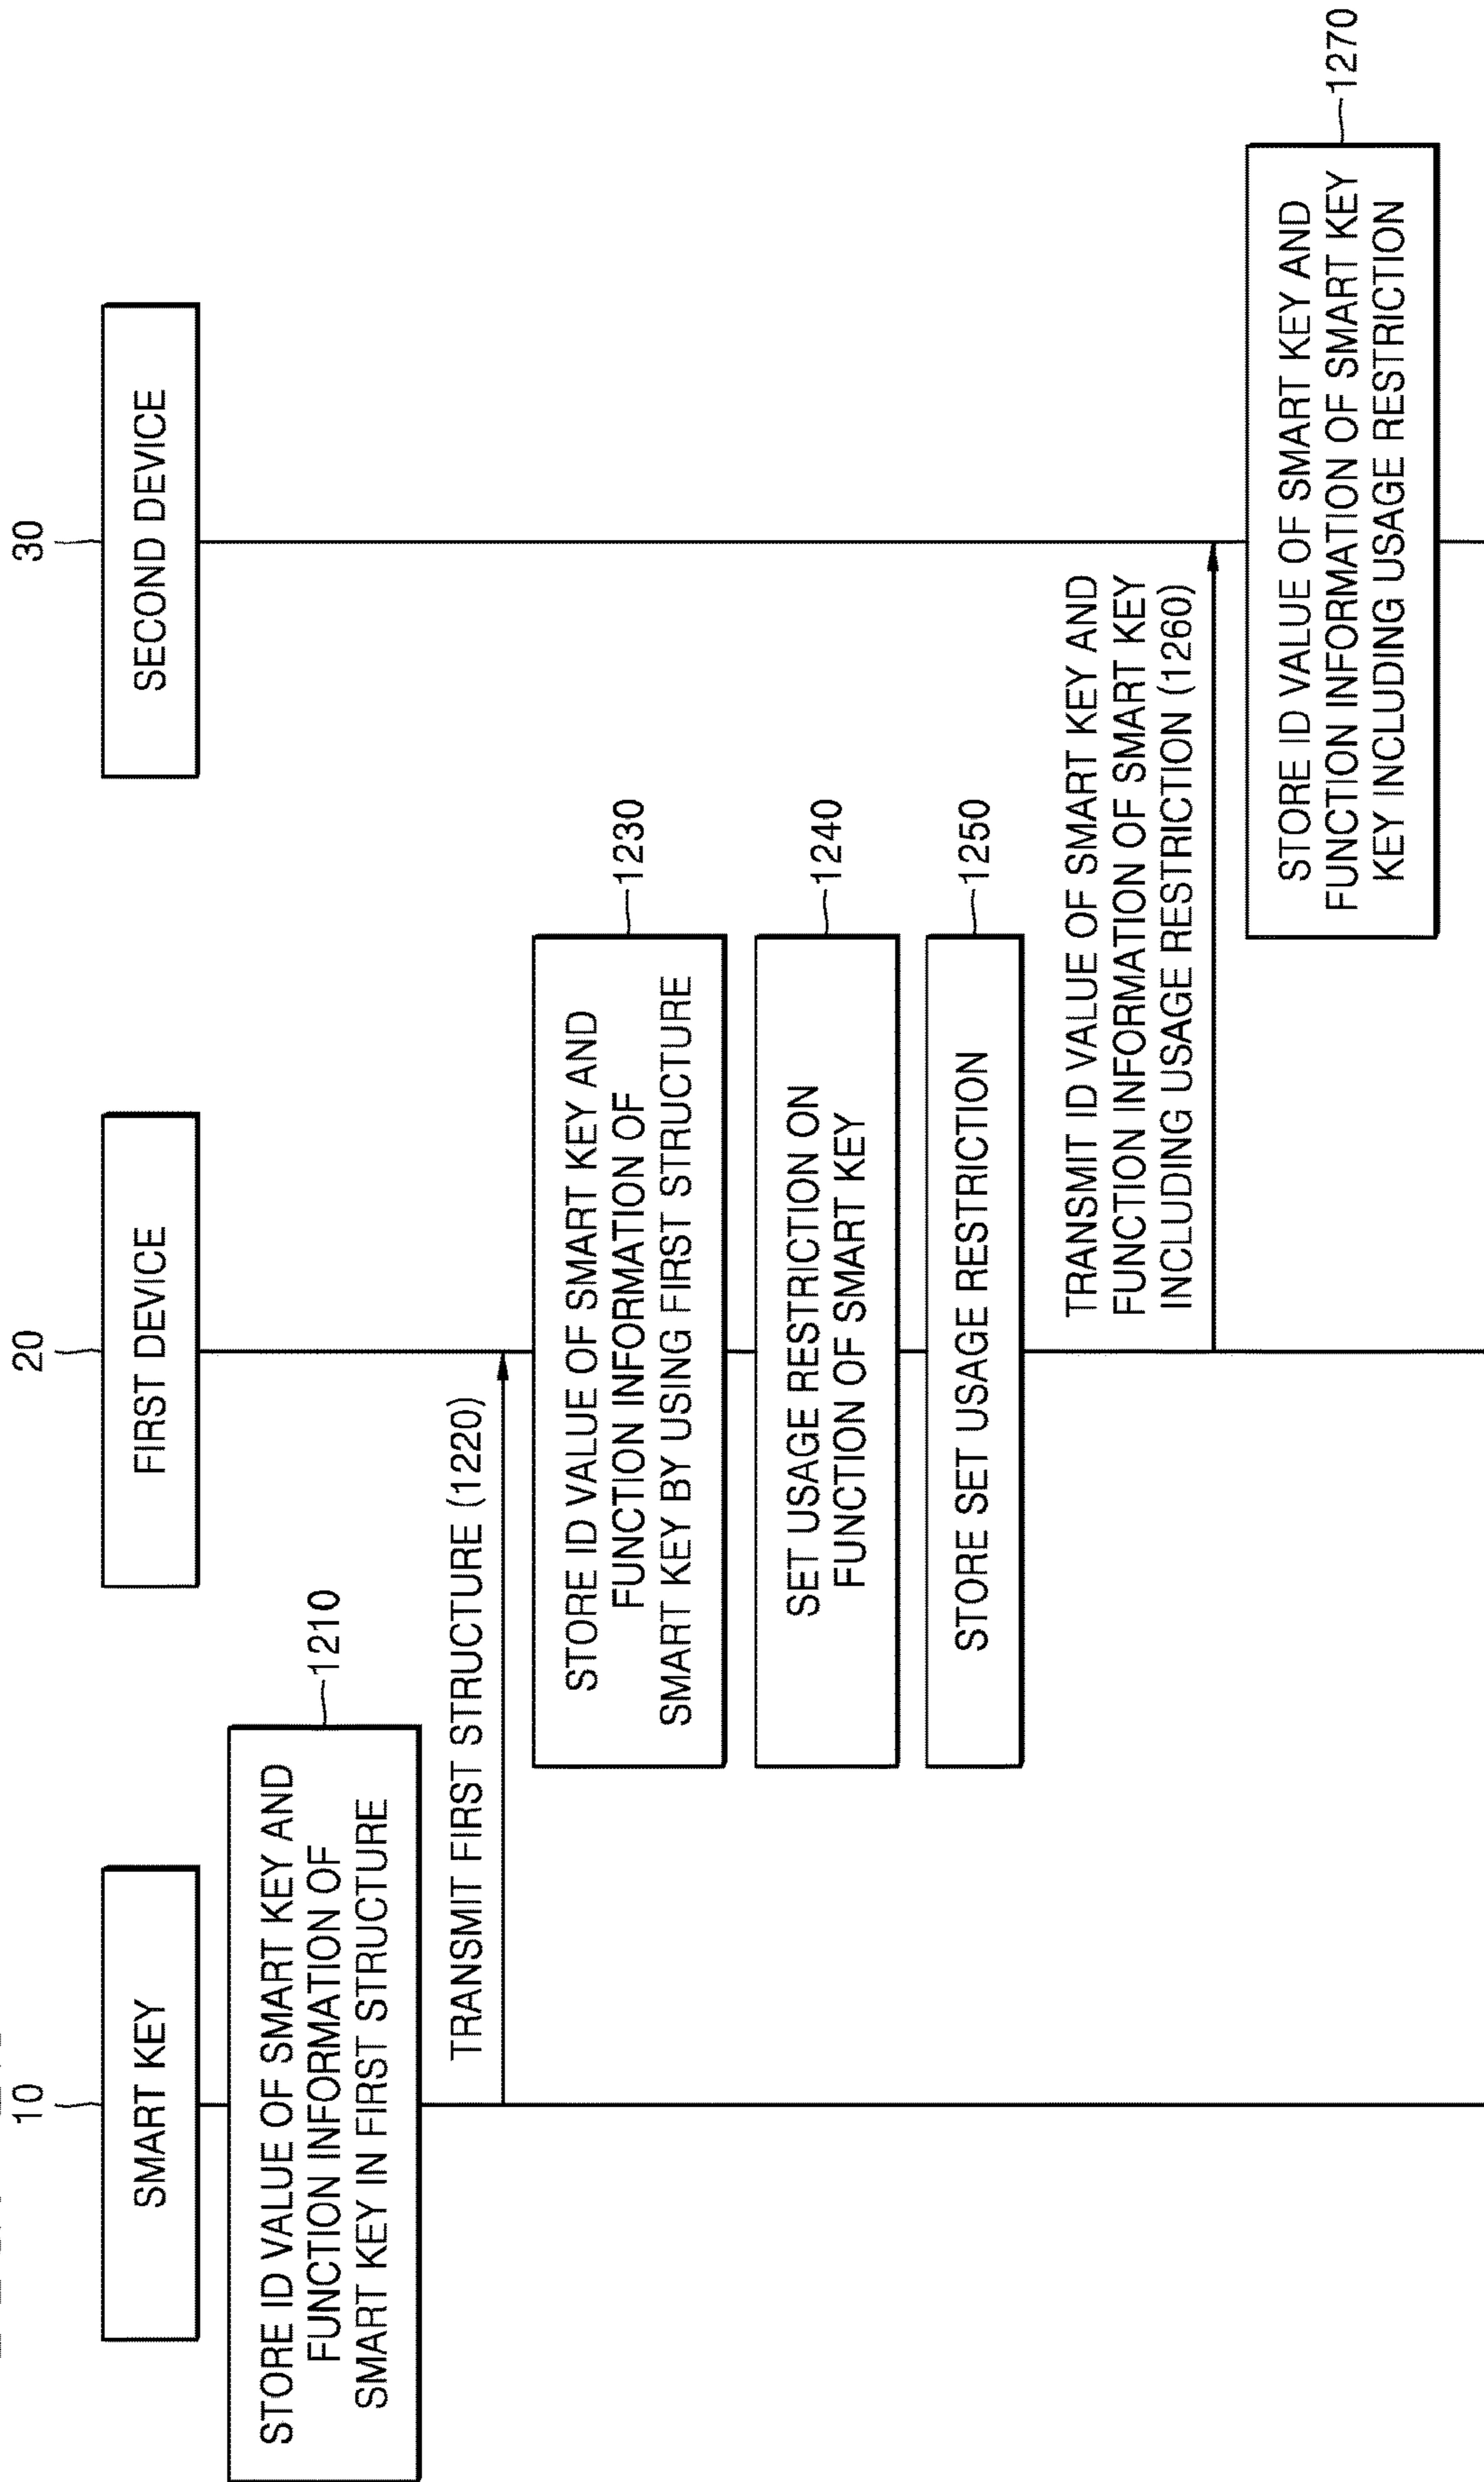 10
20
30
SMART KEY
FIRST DEVICE
SECOND DEVICE
STORE ID VALUE OF SMART KEY AND
FUNCTION INFORMATION OF
SMART KEY IN FIRST STRUCTURE
1210
TRANSMIT FIRST STRUCTURE (1220)
STORE ID VALUE OF SMART KEY AND
FUNCTION INFORMATION OF
SMART KEY BY USING FIRST STRUCTURE
1230
SET USAGE RESTRICTION ON
FUNCTION OF SMART KEY
1240
STORE SET USAGE RESTRICTION
1250
TRANSMIT ID VALUE OF SMART KEY AND
FUNCTION INFORMATION OF SMART KEY
INCLUDING USAGE RESTRICTION (1260)
STORE ID VALUE OF SMART KEY AND
FUNCTION INFORMATION OF SMART KEY
KEY INCLUDING USAGE RESTRICTION
1270